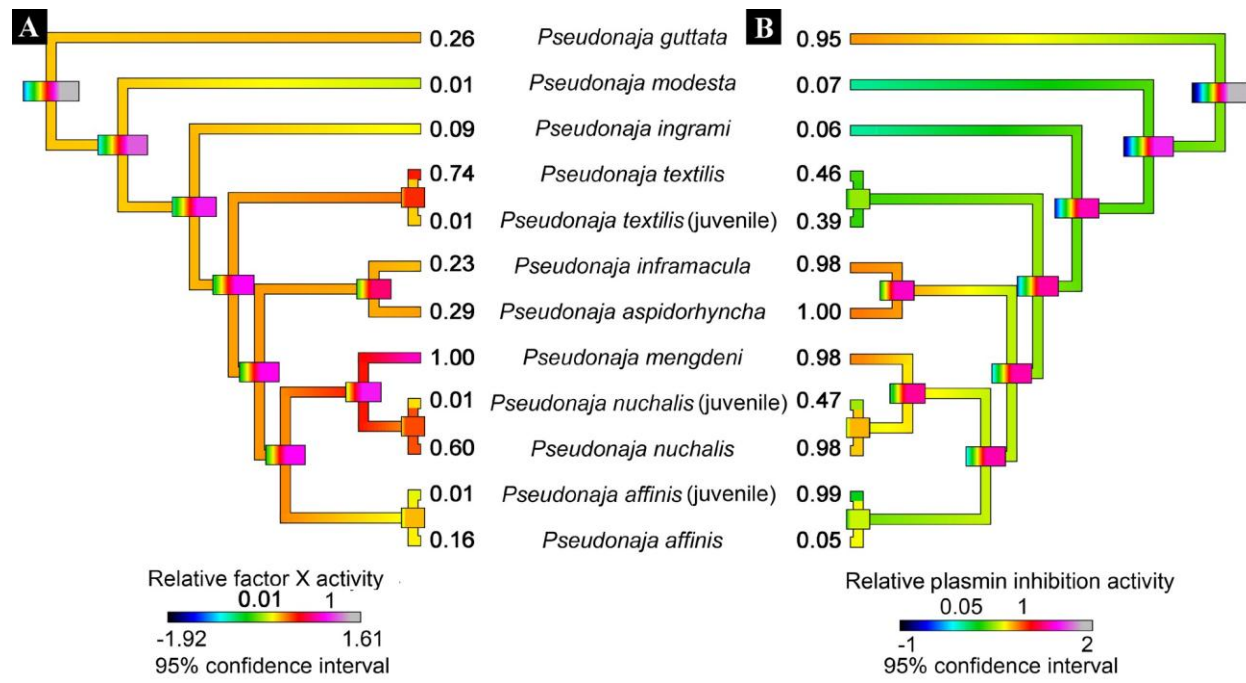 A B
0.26 Pseudonaja guttata 0.95
0.01 Pseudonaja modesta 0.07
0.09 Pseudonaja ingrami 0.06
0.74 Pseudonaja textilis 0.46
0.01 Pseudonaja textilis (juvenile) 0.39
0.23 Pseudonaja inframacula 0.98
0.29 Pseudonaja aspidorhyncha 1.00
1.00 Pseudonaja mengdeni 0.98
0.01 Pseudonaja nuchalis (juvenile) 0.47
0.60 Pseudonaja nuchalis 0.98
0.01 Pseudonaja affinis (juvenile) 0.99
0.16 Pseudonaja affinis 0.05
Relative factor X activity
0.01 1
-1.92 1.61
95% confidence interval
Relative plasmin inhibition activity
0.05 1
-1 2
95% confidence interval